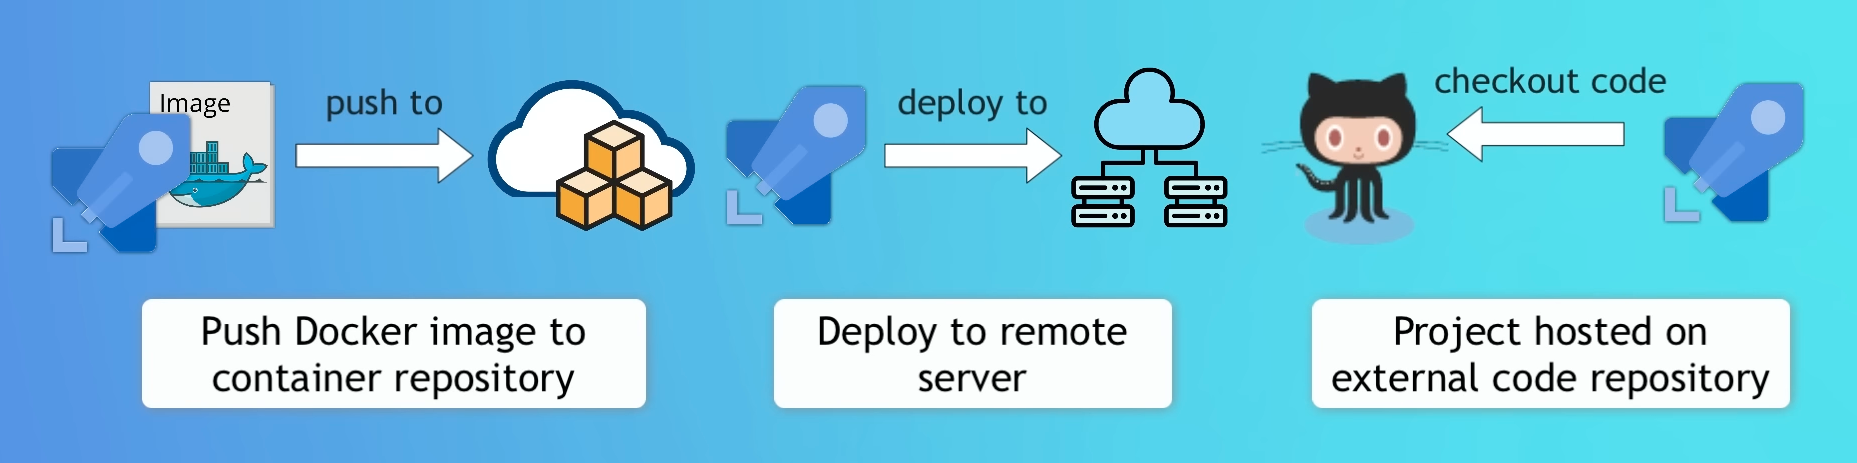 Image
push to
Push Docker image to
container repository
deploy to
Deploy to remote
server
checkout code
Project hosted on
external code repository